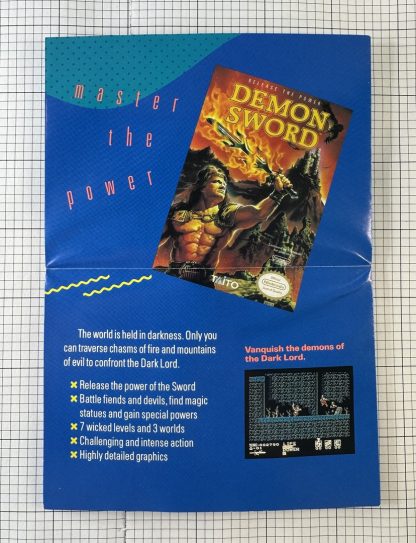 master
the
power
RELEASE THE POWER
DEMON
SWORD
TAITO
The world is held in darkness. Only you
can traverse chasms of fire and mountains
of evil to confront the Dark Lord.
Release the power of the Sword
Battle fiends and devils, find magic
statues and gain special powers
7 wicked levels and 3 worlds
Challenging and intense action
Highly detailed graphics
Vanquish the demons of
the Dark Lord.
LIFE
POWER